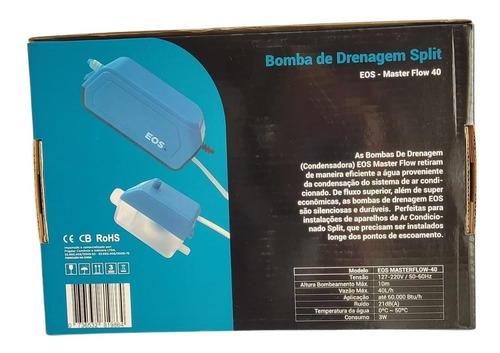 Bomba de Drenagem Split
EOS - Master Flow 40
EOS
As Bombas De Drenagem
(Condensadora) EOS Master Flow retiram
de maneira eficiente a água proveniente
da condensação do sistema de ar condi-
cionado. De fluxo superior, além de super
econômicas, as bombas de drenagem EOS
são silenciosas e duráveis. Perfeitas para
instalações de aparelhos de Ar Condicio-
nado Split, que precisam ser instalados
longe dos pontos de escoamento.
CE CB RoHS
Modelo EOS MASTERFLOW-40
Tensão 127-220V / 50-60Hz
Altura Bombeamento Máx. 10m
Vazão Máx. 40L/h
Aplicação até 60.000 Btu/h
Ruído 21dB(A)
Temperatura da água 0ºC ~ 50ºC
Consumo 3W